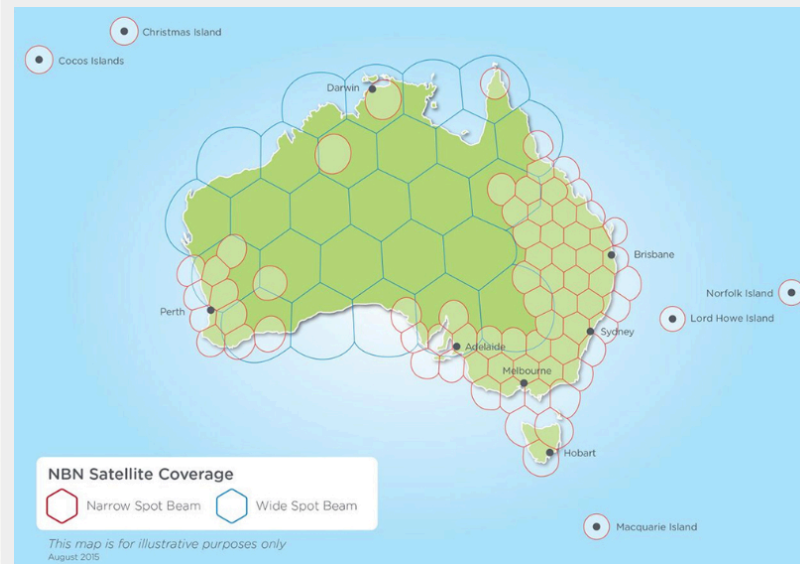 Christmas Island
Cocos Islands
Darwin
Brisbane
Norfolk Island
Perth
Lord Howe Island
Sydney
Adelaide
Melbourne
Hobart
NBN Satellite Coverage
Narrow Spot Beam
Wide Spot Beam
Macquarie Island
This map is for illustrative purposes only
August 2015